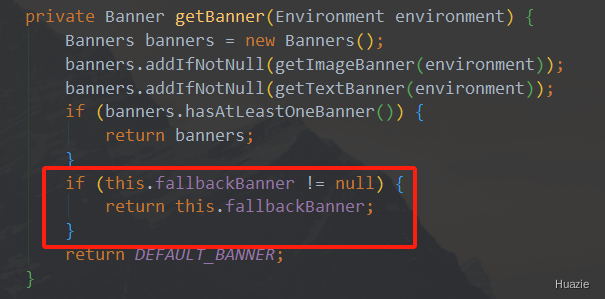 private Banner getBanner(Environment environment) {
    Banners banners = new Banners();
    banners.addIfNotNull(getImageBanner(environment));
    banners.addIfNotNull(getTextBanner(environment));
    if (banners.hasAtLeastOneBanner()) {
        return banners;
    }
    if (this.fallbackBanner != null) {
        return this.fallbackBanner;
    }
    return DEFAULT_BANNER;
}
Huazie